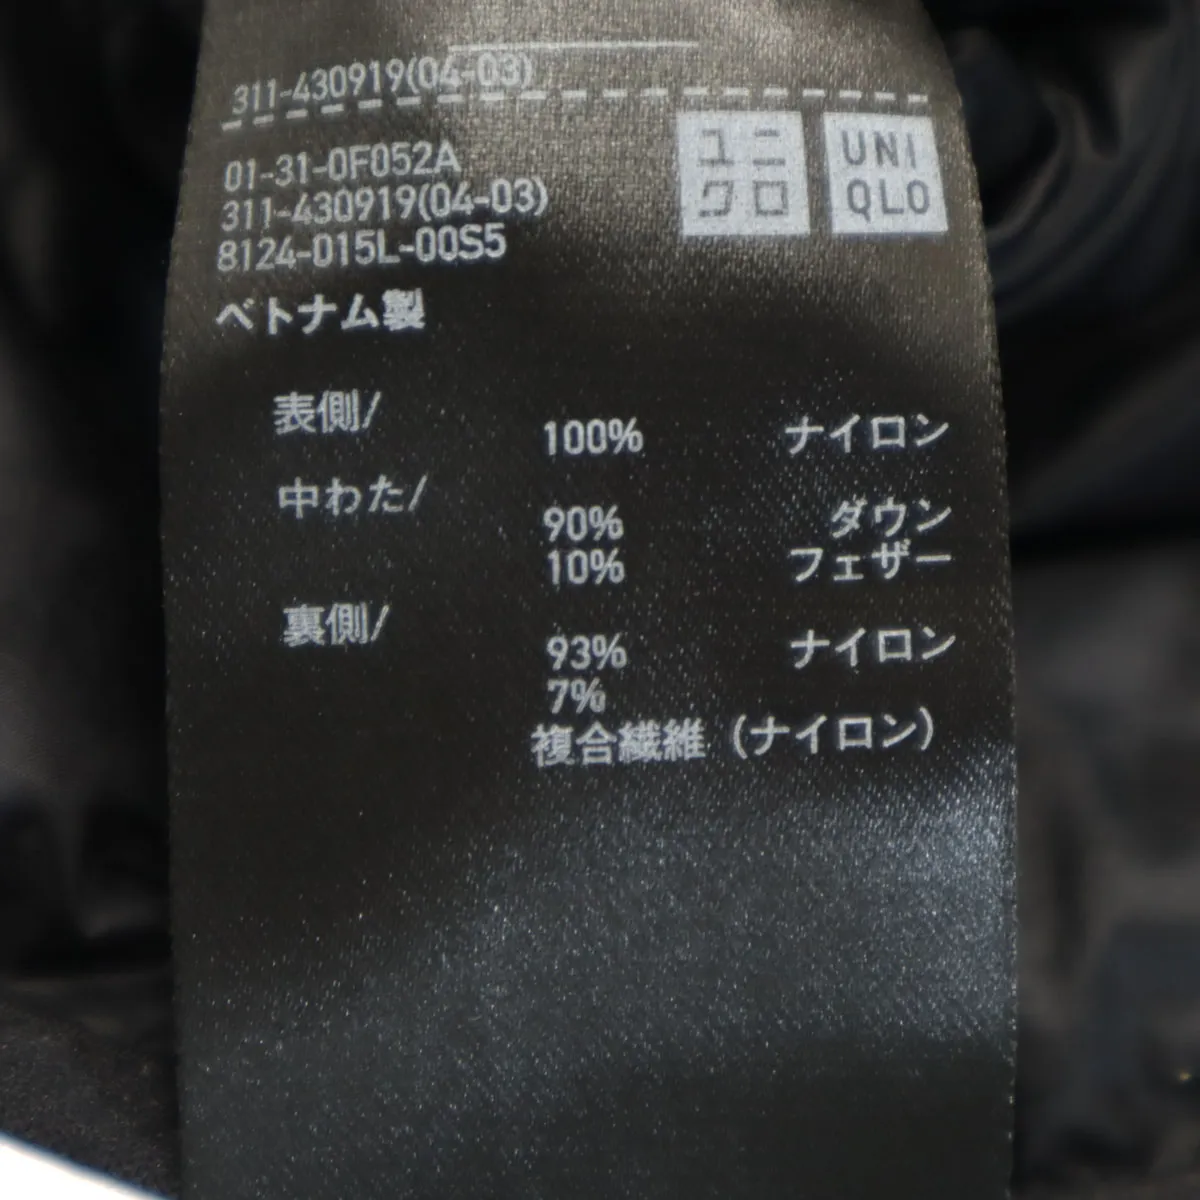 311-430919(04-03)
ユニ
クロ
UNI
QLO
01-31-0F052A
311-430919(04-03)
8124-015L-00S5
ベトナム製
表側/
100% ナイロン
中わた/
90% ダウン
10% フェザー
裏側/
93% ナイロン
7%
複合繊維(ナイロン)